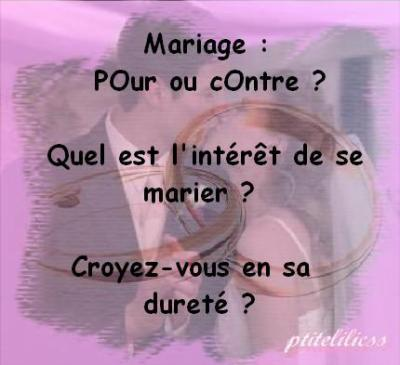 Mariage :
POur ou cOntre ?
Quel est l'intérêt de se
marier ?
Croyez-vous en sa
dureté ?
ptitelilicss